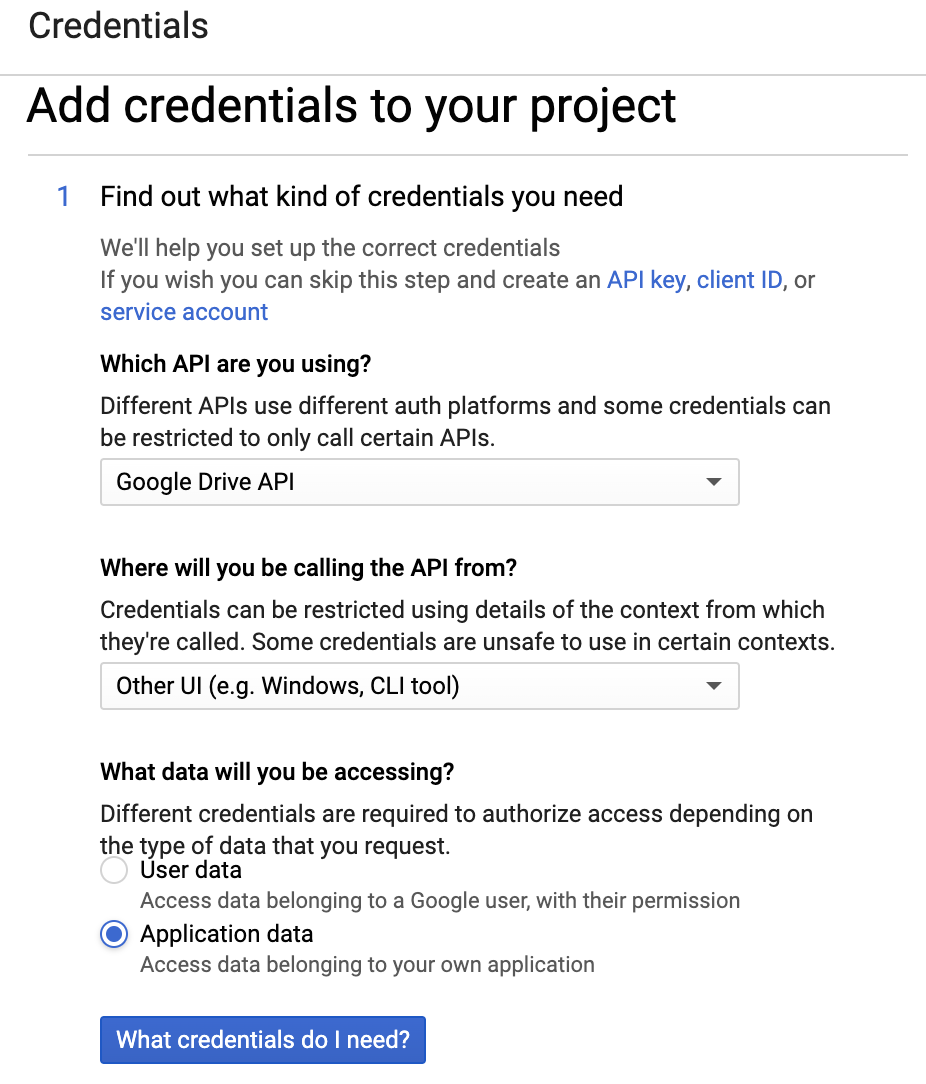 Credentials
Add credentials to your project
1 Find out what kind of credentials you need
We'll help you set up the correct credentials
If you wish you can skip this step and create an API key, client ID, or
service account
Which API are you using?
Different APIs use different auth platforms and some credentials can
be restricted to only call certain APIs.
Google Drive API
Where will you be calling the API from?
Credentials can be restricted using details of the context from which
they're called. Some credentials are unsafe to use in certain contexts.
Other UI (e.g. Windows, CLI tool)
What data will you be accessing?
Different credentials are required to authorize access depending on
the type of data that you request.
User data
Access data belonging to a Google user, with their permission
Application data
Access data belonging to your own application
What credentials do I need?